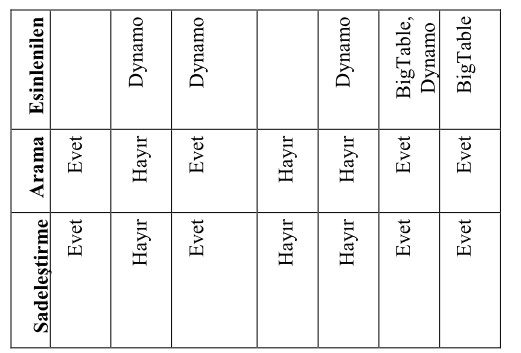 Sadeleştirme Arama Esinlenilen
Evet Evet
Hayır Hayır Dynamo
Evet Evet Dynamo
Hayır Hayır
Hayır Hayır Dynamo
Evet Evet BigTable,
Dynamo
Evet Evet BigTable